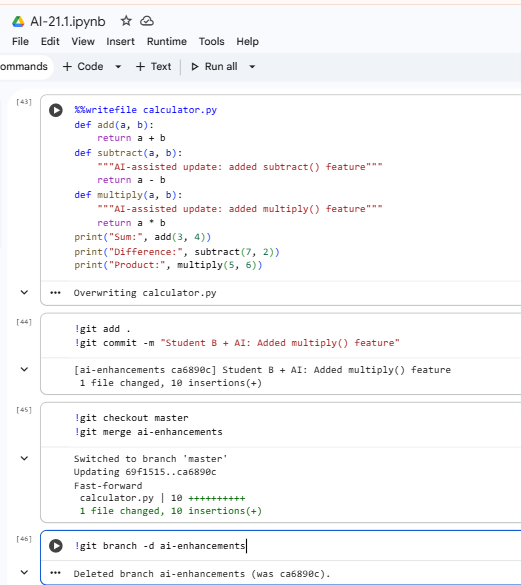 AI-21.1.ipynb
File Edit View Insert Runtime Tools Help
ommands + Code + Text Run all
[43]
%%writefile calculator.py
def add(a, b):
    return a + b
def subtract(a, b):
    """AI-assisted update: added subtract() feature"""
    return a - b
def multiply(a, b):
    """AI-assisted update: added multiply() feature"""
    return a * b
print("Sum:", add(3, 4))
print("Difference:", subtract(7, 2))
print("Product:", multiply(5, 6))
Overwriting calculator.py
[44]
!git add .
!git commit -m "Student B + AI: Added multiply() feature"
[ai-enhancements ca6890c] Student B + AI: Added multiply() feature
 1 file changed, 10 insertions(+)
[45]
!git checkout master
!git merge ai-enhancements
Switched to branch 'master'
Updating 69f1515..ca6890c
Fast-forward
 calculator.py | 10 ++++++++++
 1 file changed, 10 insertions(+)
[46]
!git branch -d ai-enhancements
Deleted branch ai-enhancements (was ca6890c).